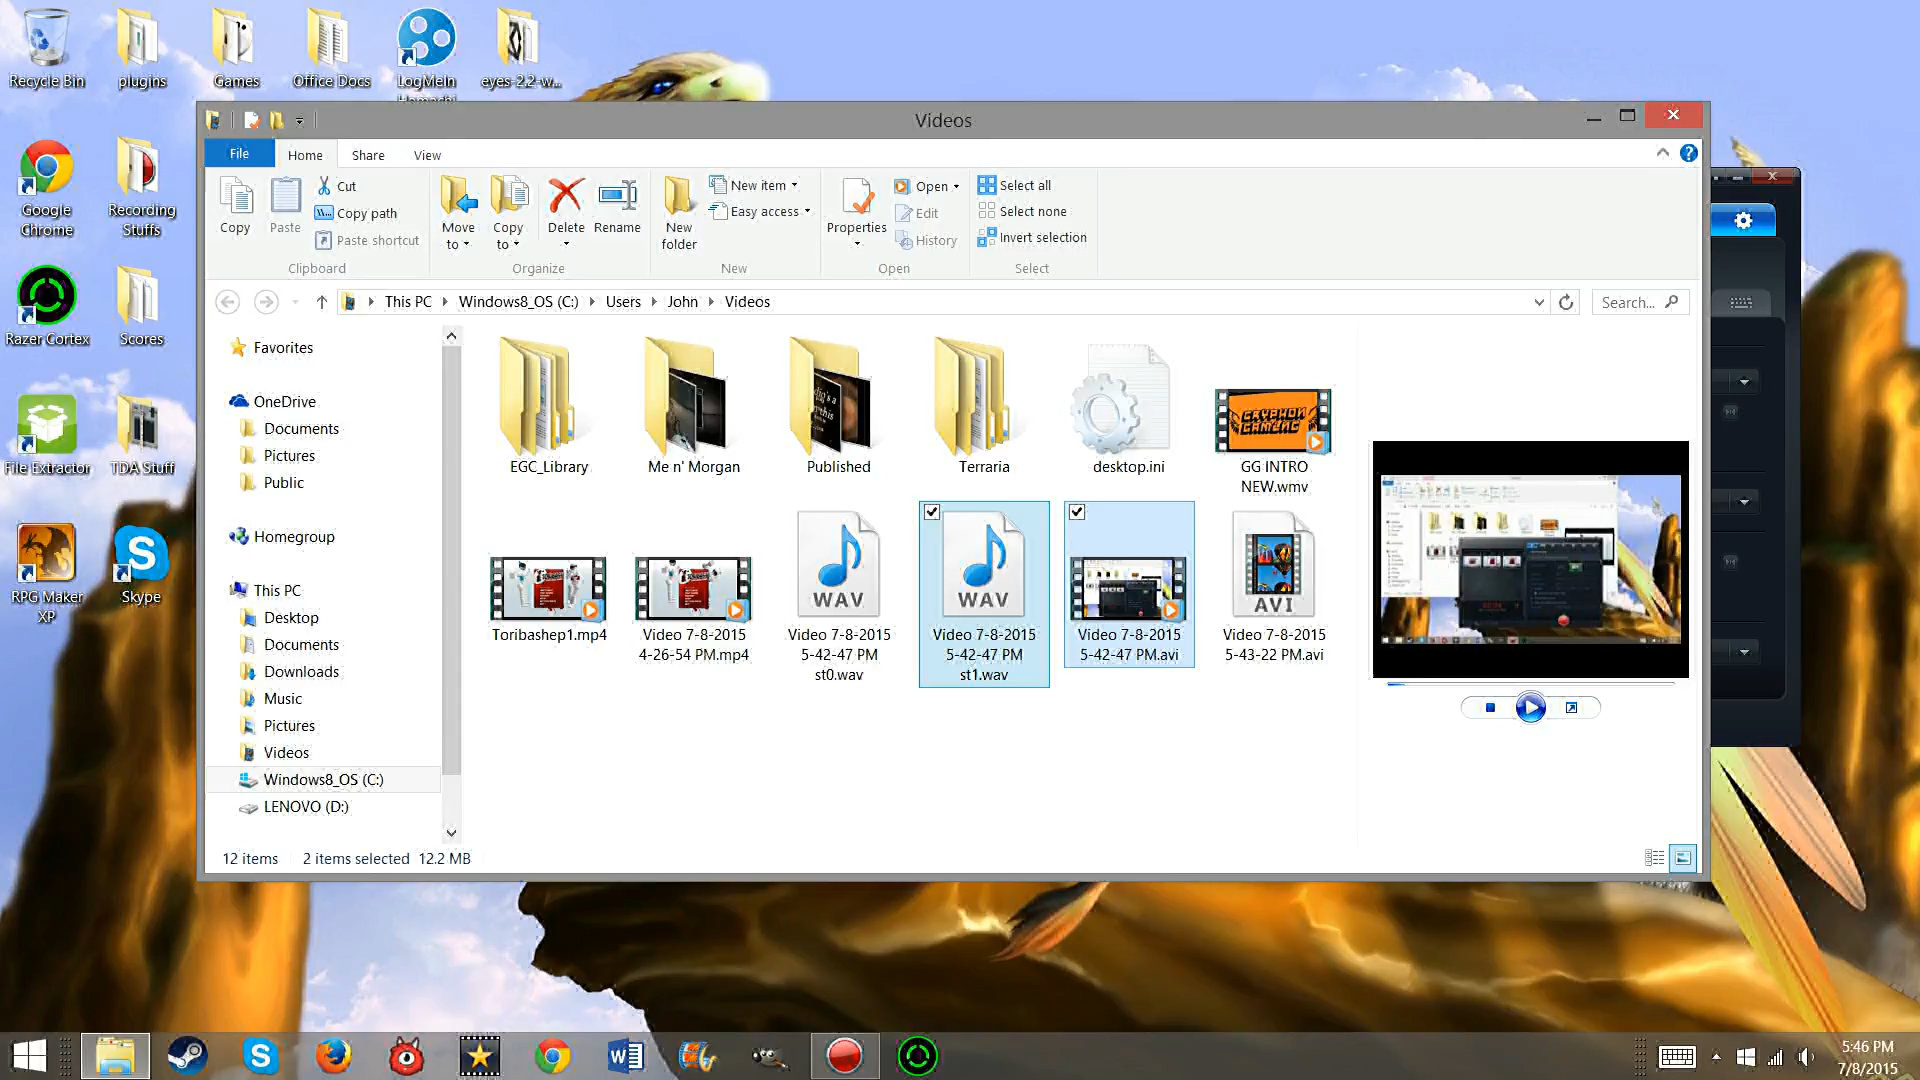 Recycle Bin
plugins
Games
Office Docs
LogMeIn
Hamachi
eyes-2.2-w...
Google
Chrome
Recording
Stuffs
Razer Cortex
Scores
File Extractor
TDA Stuff
RPG Maker
XP
Skype
Videos
File
Home
Share
View
Copy
Paste
Cut
Copy path
Paste shortcut
Clipboard
Move
to
Copy
to
Delete
Rename
Organize
New
folder
New item
Easy access
New
Properties
Open
Edit
History
Open
Select all
Select none
Invert selection
Select
This PC
Windows8_OS (C:)
Users
John
Videos
Search...
Favorites
OneDrive
Documents
Pictures
Public
Homegroup
This PC
Desktop
Documents
Downloads
Music
Pictures
Videos
Windows8_OS (C:)
LENOVO (D:)
EGC_Library
Me n' Morgan
Published
Terraria
desktop.ini
GRYPHON
GAMING
GG INTRO
NEW.wmv
Toribashep1.mp4
Video 7-8-2015
4-26-54 PM.mp4
WAV
Video 7-8-2015
5-42-47 PM
st0.wav
WAV
Video 7-8-2015
5-42-47 PM
st1.wav
Video 7-8-2015
5-42-47 PM.avi
AVI
Video 7-8-2015
5-43-22 PM.avi
12 items
2 items selected
12.2 MB
5:46 PM
7/8/2015